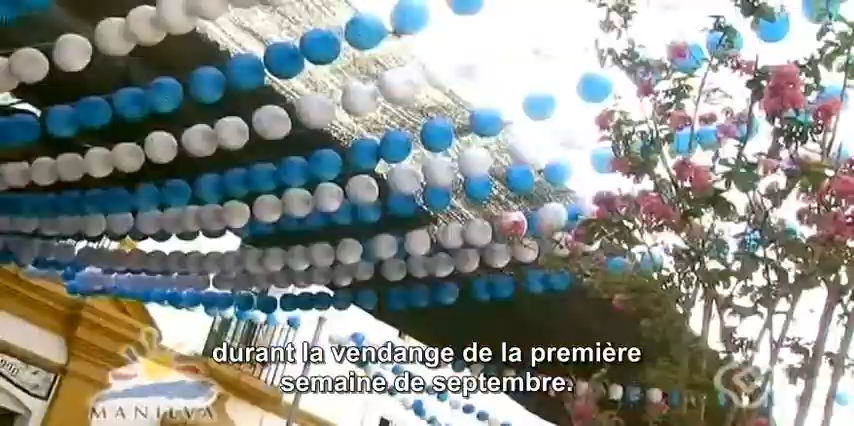 durant la vendange de la première
semaine de septembre.
MANILVA